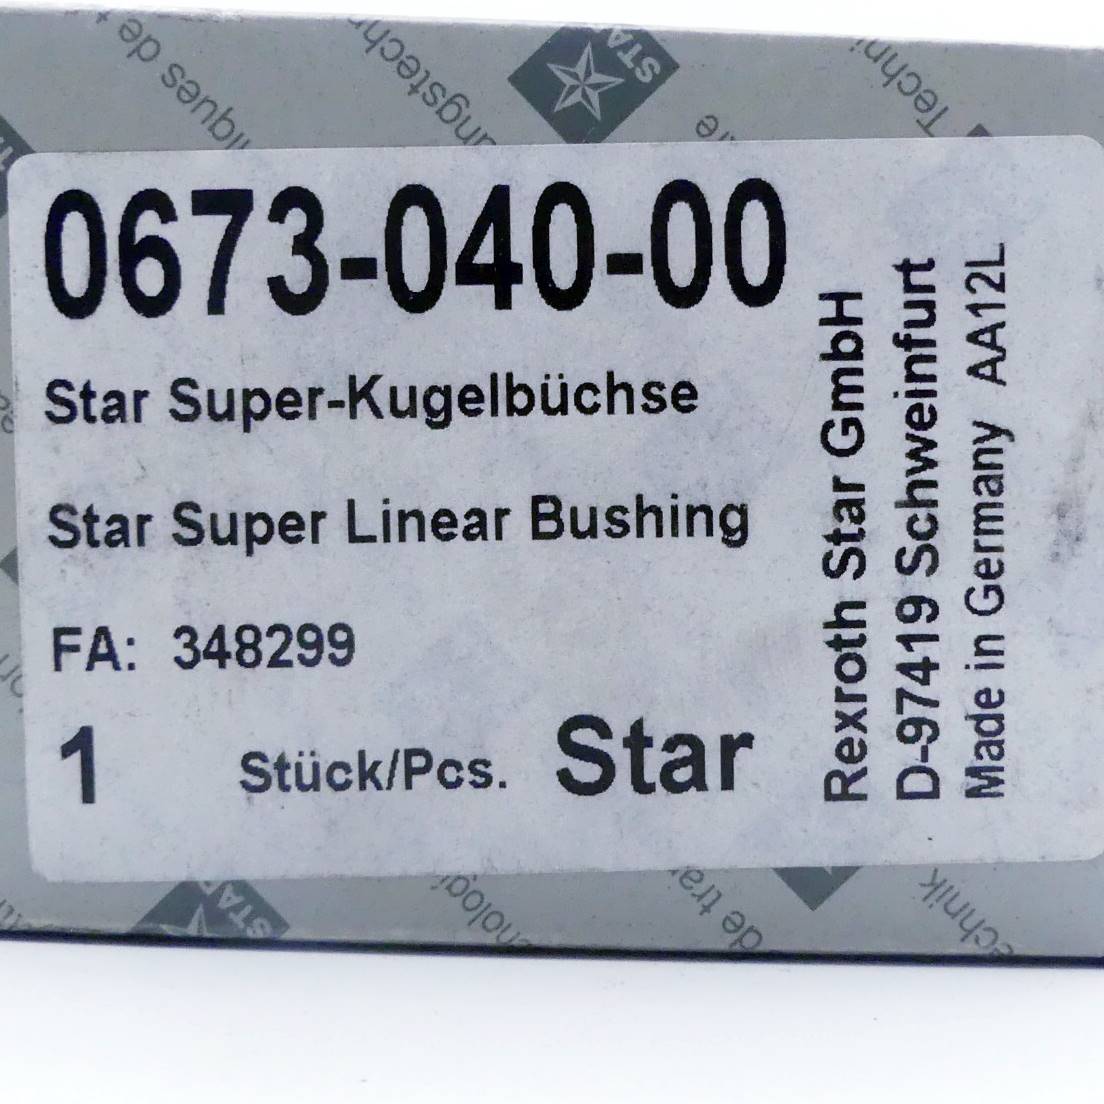 0673-040-00
Star Super-Kugelbüchse
Star Super Linear Bushing
FA: 348299
1 Stück/Pcs. Star
Rexroth Star GmbH
D-97419 Schweinfurt
Made in Germany AA12L
STAR